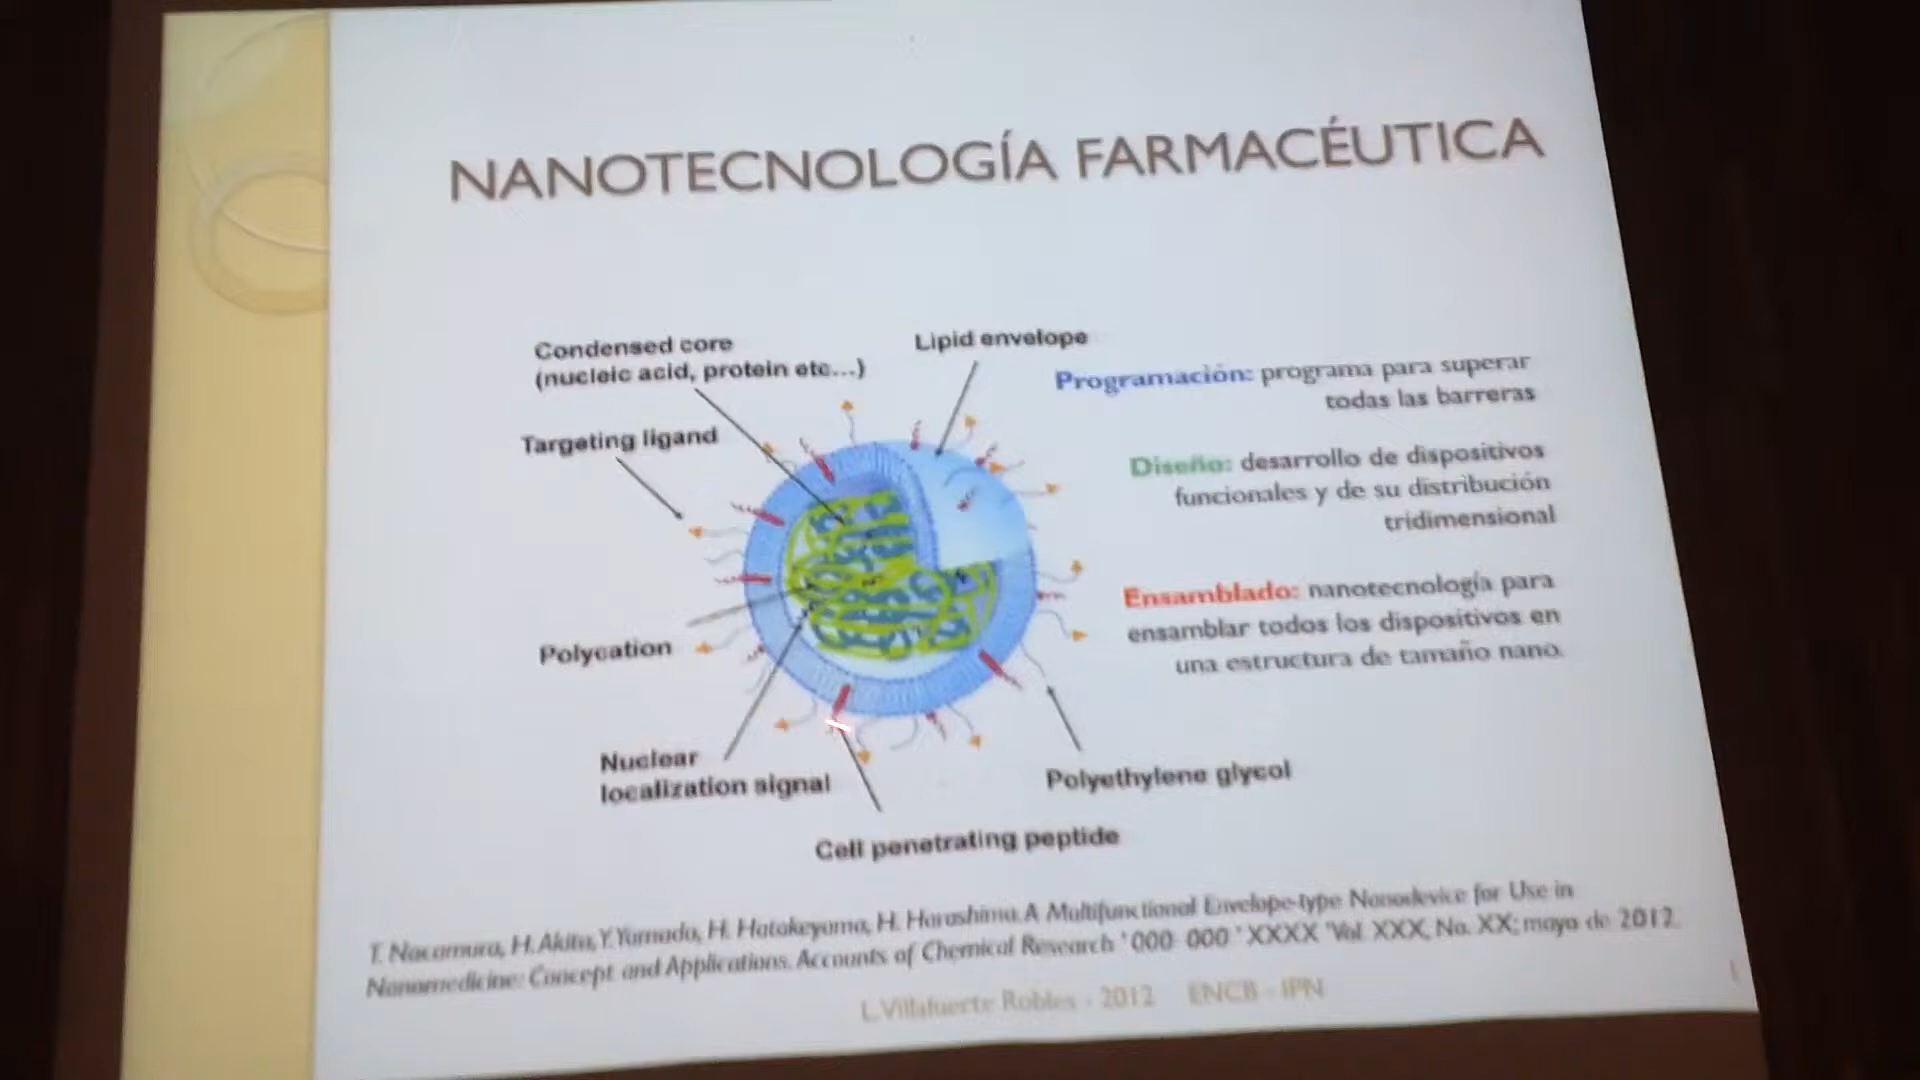 NANOTECNOLOGÍA FARMACÉUTICA
Condensed core
(nucleic acid, protein etc...)
Lipid envelope
Targeting ligand
Polycation
Nuclear
localization signal
Cell penetrating peptide
Polyethylene glycol
Programación: programa para superar
todas las barreras
Diseño: desarrollo de dispositivos
funcionales y de su distribución
tridimensional
Ensamblado: nanotecnología para
ensamblar todos los dispositivos en
una estructura de tamaño nano.
T. Nacamura, H. Akita, Y. Yamada, H. Hatakeyama, H. Harashima. A Multifunctional Envelope-type Nanodevice for Use in
Nanomedicine: Concept and Applications. Accounts of Chemical Research ' 000 000 ' XXXX 'Vol. XXX, No. XX; mayo de 2012.
L. Villafuerte Robles - 2012 ENCB - IPN